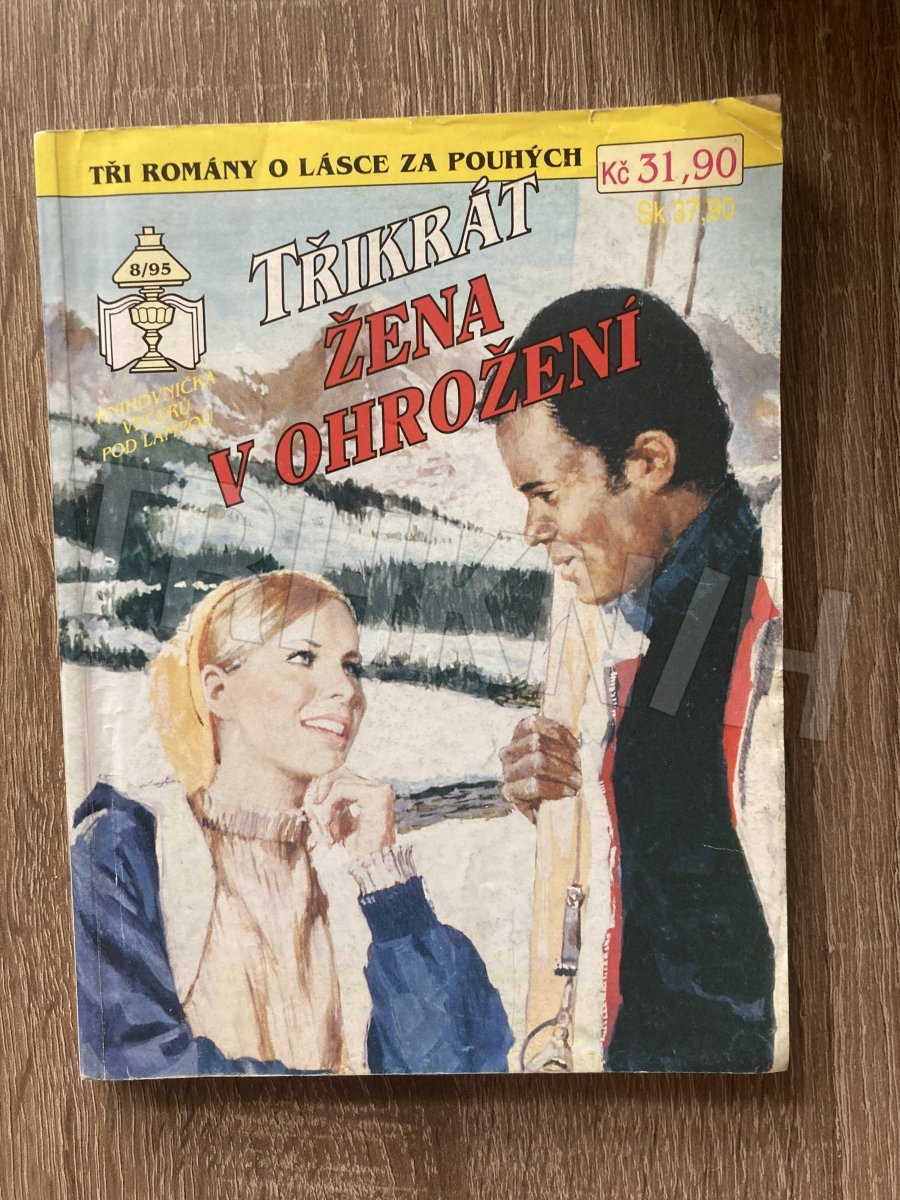 TŘI ROMÁNY O LÁSCE ZA POUHÝCH
Kč 31,90
Sk 37,90
8/95
TŘIKRÁT
ŽENA
V OHROŽENÍ
KNIHOVNIČKA
VEČERŮ
POD LAMPOU
TRHKNIH